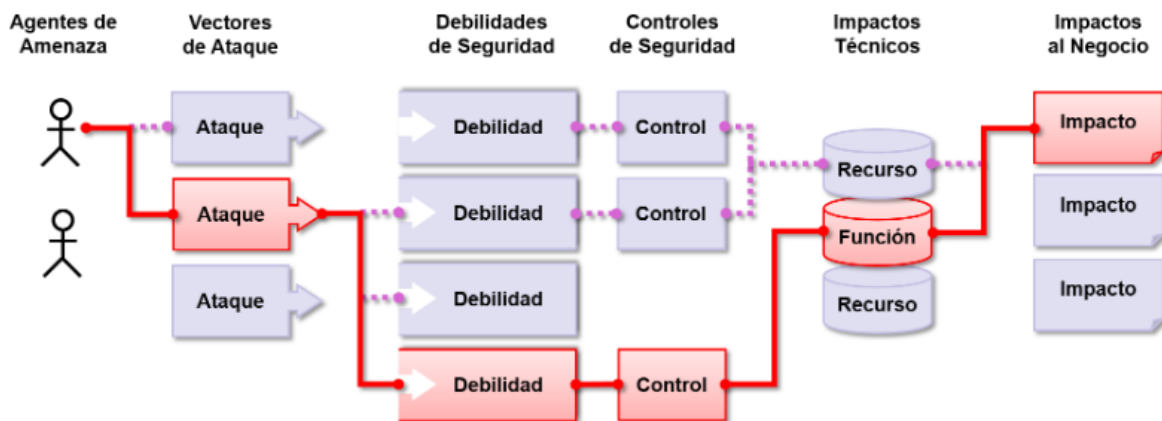 Agentes de
Amenaza
Vectores
de Ataque
Debilidades
de Seguridad
Controles
de Seguridad
Impactos
Técnicos
Impactos
al Negocio
Ataque
Debilidad
Control
Recurso
Impacto
Ataque
Debilidad
Control
Función
Impacto
Ataque
Debilidad
Recurso
Impacto
Debilidad
Control